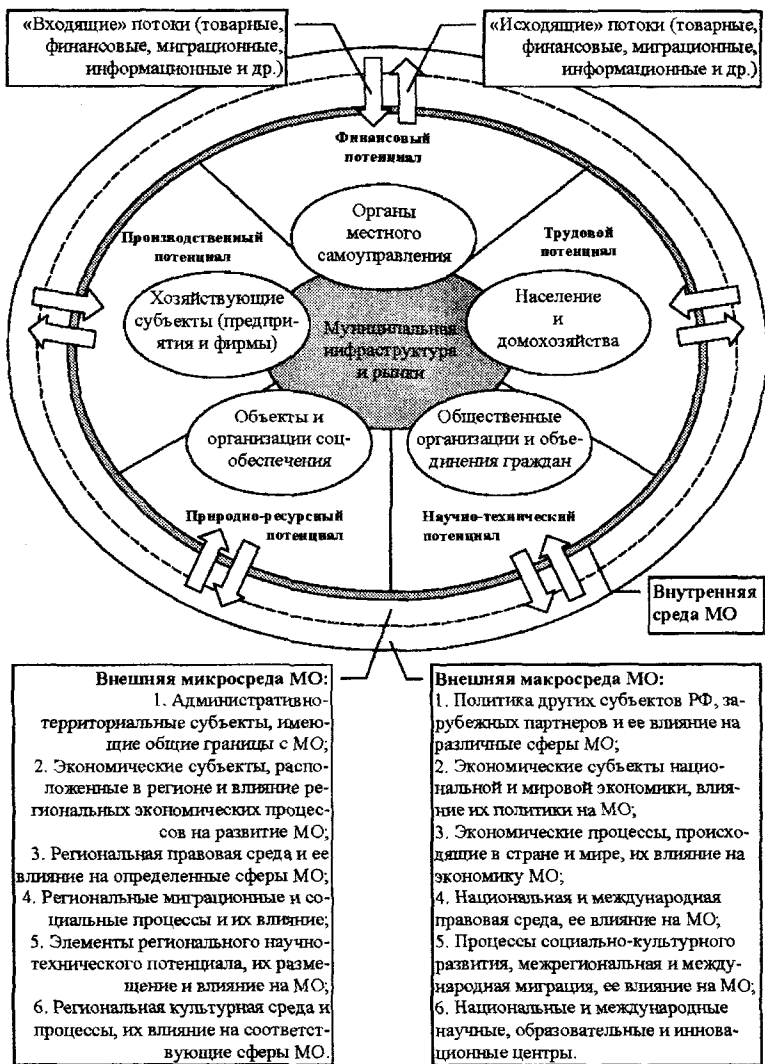 «Входящие» потоки (товарные,
финансовые, миграционные,
информационные и др.)
«Исходящие» потоки (товарные,
финансовые, миграционные,
информационные и др.)
Финансовый
потенциал
Органы
местного
самоуправления
Производственный
потенциал
Трудовой
потенциал
Хозяйствующие
субъекты (предпри-
ятия и фирмы)
Муниципальная
инфраструктура
и рынки
Население
и
домохозяйства
Объекты и
организации соц-
обеспечения
Общественные
организации и объе-
динения граждан
Природно-ресурсный
потенциал
Научно-технический
потенциал
Внутренняя
среда МО
Внешняя микросреда МО:
1. Административно-
территориальные субъекты, имею-
щие общие границы с МО;
2. Экономические субъекты, распо-
ложенные в регионе и влияние ре-
гиональных экономических процес-
сов на развитие МО;
3. Региональная правовая среда и ее
влияние на определенные сферы МО;
4. Региональные миграционные и со-
циальные процессы и их влияние;
5. Элементы регионального научно-
технического потенциала, их разме-
щение и влияние на МО;
6. Региональная культурная среда и
процессы, их влияние на соответст-
вующие сферы МО.
Внешняя макросреда МО:
1. Политика других субъектов РФ, за-
рубежных партнеров и ее влияние на
различные сферы МО;
2. Экономические субъекты нацио-
нальной и мировой экономики, влия-
ние их политики на МО;
3. Экономические процессы, происхо-
дящие в стране и мире, их влияние на
экономику МО;
4. Национальная и международная
правовая среда, ее влияние на МО;
5. Процессы социально-культурного
развития, межрегиональная и между-
народная миграция, ее влияние на МО;
6. Национальные и международные
научные, образовательные и иннова-
ционные центры.